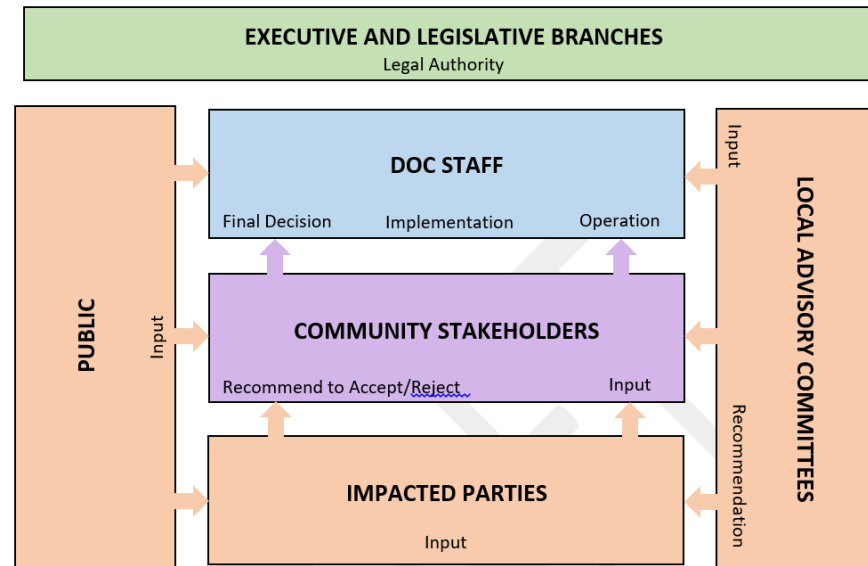 EXECUTIVE AND LEGISLATIVE BRANCHES
Legal Authority
PUBLIC
Input
DOC STAFF
Final Decision
Implementation
Operation
COMMUNITY STAKEHOLDERS
Recommend to Accept/Reject
Input
IMPACTED PARTIES
Input
Input
Recommendation
LOCAL ADVISORY COMMITTEES